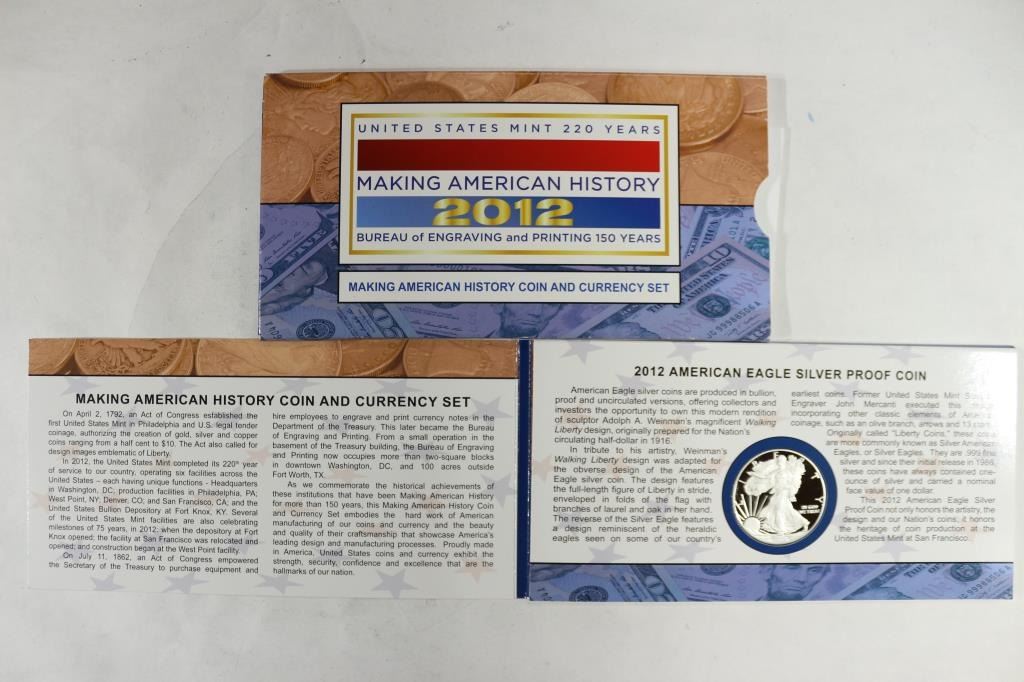 UNITED STATES MINT 220 YEARS
MAKING AMERICAN HISTORY
2012
BUREAU of ENGRAVING and PRINTING 150 YEARS
MAKING AMERICAN HISTORY COIN AND CURRENCY SET
MAKING AMERICAN HISTORY COIN AND CURRENCY SET
On April 2, 1792, an Act of Congress established the
first United States Mint in Philadelphia and U.S. legal tender
coinage, authorizing the creation of gold, silver and copper
coins ranging from a half cent to $10. The Act also called for
design images emblematic of Liberty.
In 2012, the United States Mint completed its 220th year
of service to our country, operating six facilities across the
United States – each having unique functions - Headquarters
in Washington, DC, production facilities in Philadelphia, PA;
West Point, NY; Denver, CO; and San Francisco, CA; and the
United States Bullion Depository at Fort Knox, KY. Several
of the United States Mint facilities are also celebrating
milestones of 75 years, in 2012; when the depository at Fort
Knox opened; the facility at San Francisco was relocated and
opened; and construction began at the West Point facility.
On July 11, 1862, an Act of Congress empowered
the Secretary of the Treasury to purchase equipment and
hire employees to engrave and print currency notes in the
Department of the Treasury. This later became the Bureau
of Engraving and Printing. From a small operation in the
basement of the Treasury building, the Bureau of Engraving
and Printing now occupies more than two-square blocks
in downtown Washington, DC, and 100 acres outside
Fort Worth, TX.
As we commemorate the historical achievements of
these institutions that have been Making American History
for more than 150 years, this Making American History Coin
and Currency Set embodies the hard work of American
manufacturing of our coins and currency and the beauty
and quality of their craftsmanship that showcase America's
leading design and manufacturing processes. Proudly made
in America, United States coins and currency exhibit the
strength, security, confidence and excellence that are the
hallmarks of our nation.
2012 AMERICAN EAGLE SILVER PROOF COIN
American Eagle silver coins are produced in bullion,
proof and uncirculated versions, offering collectors and
investors the opportunity to own this modern rendition
of sculptor Adolph A. Weinman's magnificent Walking
Liberty design, originally prepared for the Nation's
circulating half-dollar in 1916.
In tribute to his artistry, Weinman's
Walking Liberty design was adapted for
the obverse design of the American
Eagle silver coin. The design features
the full-length figure of Liberty in stride,
enveloped in folds of the flag with
branches of laurel and oak in her hand.
The reverse of the Silver Eagle features
a design reminiscent of the heraldic
eagles seen on some of our country's
earliest coins. Former United States Mint
Engraver John Mercanti executed this design
incorporating other classic elements of
coinage, such as an olive branch, arrows and 13
Originally called "Liberty Coins," these coins
are more commonly known as Silver American
Eagles, or Silver Eagles. They are .999 fine
silver and since their initial release in 1986,
these coins have always contained one-
ounce of silver and carried a nominal
face value of one dollar.
This 2012 American Eagle Silver
Proof Coin not only honors the artistry, the
design and our Nation's coins, it honors
the heritage of coin production at the
United States Mint at San Francisco.